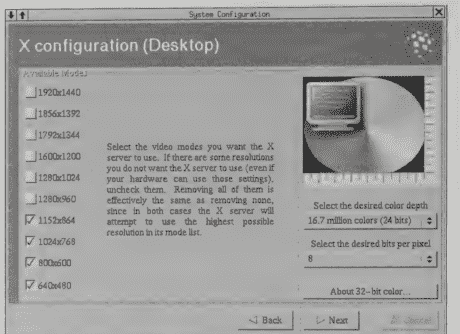 System Configuration
X configuration (Desktop)
Available Modes
1920x1440
1856x1392
1792x1344
1600x1200
1280x1024
1280x960
1152x864
1024x768
800x600
640x480
Select the video modes you want the X
server to use. If there are some resolutions
you do not want the X server to use (even if
your hardware can use those settings),
uncheck them. Removing all of them is
effectively the same as removing none,
since in both cases the X server will
attempt to use the highest possible
resolution in its mode list.
Select the desired color depth
16.7 million colors (24 bits)
Select the desired bits per pixel
8
About 32-bit color...
Back
Next
Cancel